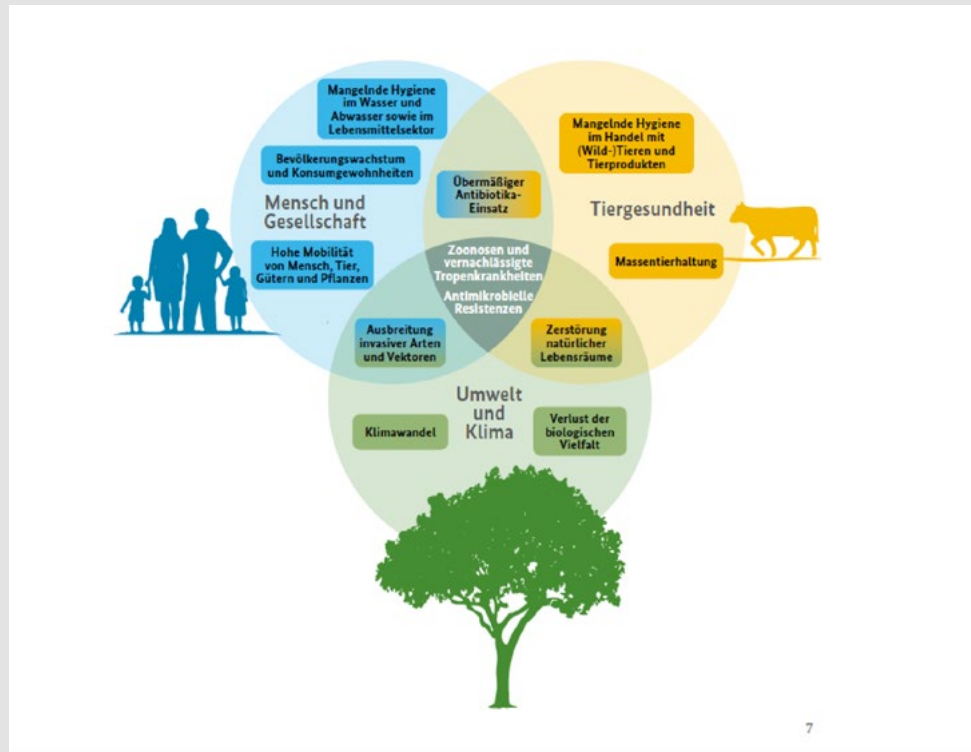 Mangelnde Hygiene
im Wasser und
Abwasser sowie im
Lebensmittelsektor
Bevölkerungswachstum
und Konsumgewohnheiten
Mensch und
Gesellschaft
Hohe Mobilität
von Mensch, Tier,
Gütern und Pflanzen
Übermäßiger
Antibiotika-
Einsatz
Mangelnde Hygiene
im Handel mit
(Wild-)Tieren und
Tierprodukten
Tiergesundheit
Massentierhaltung
Zoonosen und
vernachlässigte
Tropenkrankheiten
Antimikrobielle
Resistenzen
Ausbreitung
invasiver Arten
und Vektoren
Zerstörung
natürlicher
Lebensräume
Umwelt
und
Klima
Klimawandel
Verlust der
biologischen
Vielfalt
7